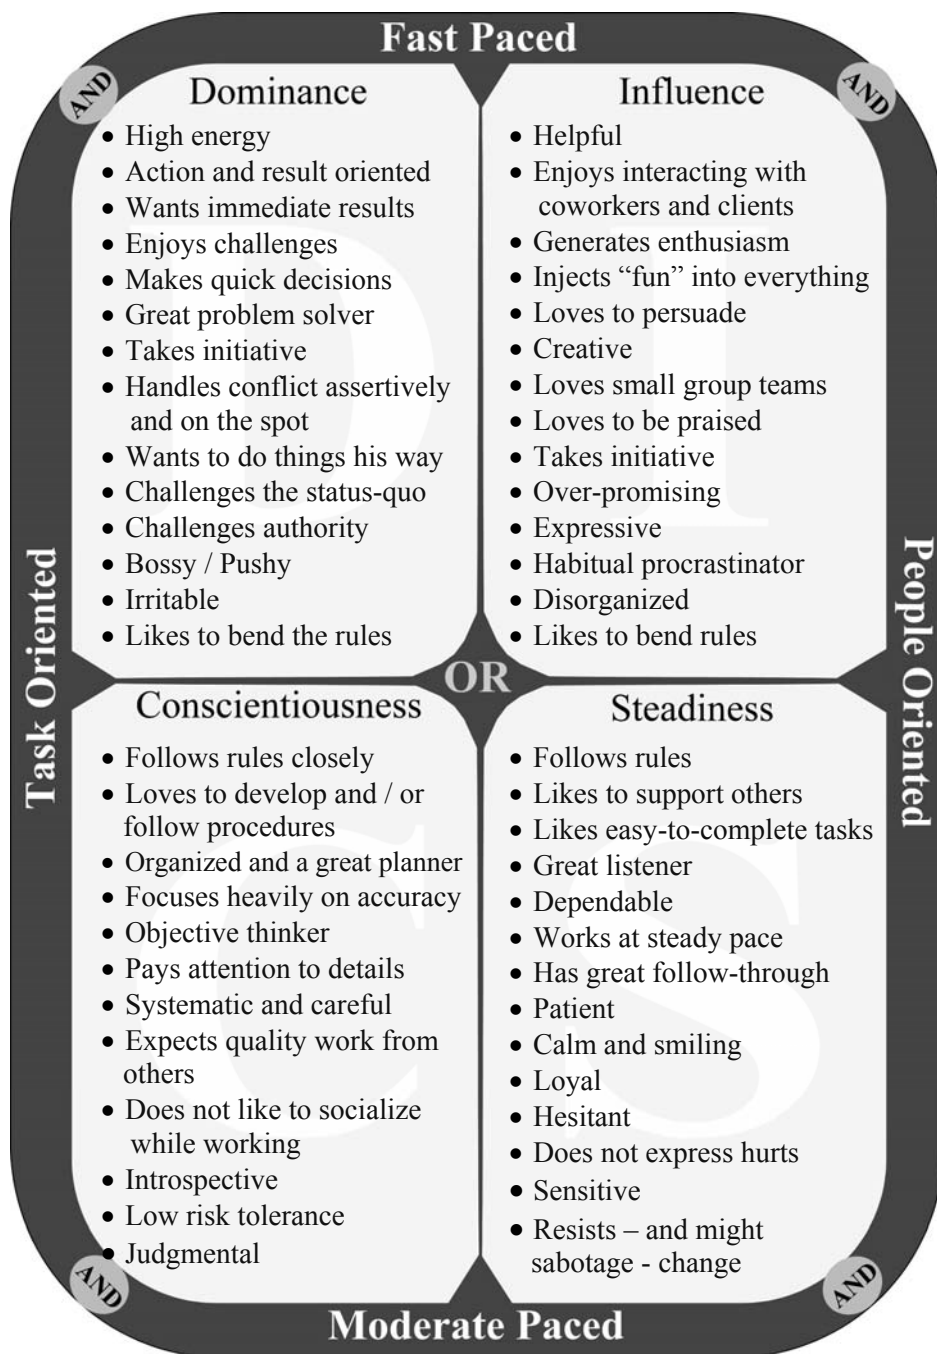 Fast Paced
AND
AND
Dominance
• High energy
• Action and result oriented
• Wants immediate results
• Enjoys challenges
• Makes quick decisions
• Great problem solver
• Takes initiative
• Handles conflict assertively
and on the spot
• Wants to do things his way
• Challenges the status-quo
• Challenges authority
• Bossy / Pushy
• Irritable
• Likes to bend the rules
D
Influence
• Helpful
• Enjoys interacting with
coworkers and clients
• Generates enthusiasm
• Injects “fun” into everything
• Loves to persuade
• Creative
• Loves small group teams
• Loves to be praised
• Takes initiative
• Over-promising
• Expressive
• Habitual procrastinator
• Disorganized
• Likes to bend rules
I
Task Oriented
OR
People Oriented
Conscientiousness
• Follows rules closely
• Loves to develop and / or
follow procedures
• Organized and a great planner
• Focuses heavily on accuracy
• Objective thinker
• Pays attention to details
• Systematic and careful
• Expects quality work from
others
• Does not like to socialize
while working
• Introspective
• Low risk tolerance
• Judgmental
C
Steadiness
• Follows rules
• Likes to support others
• Likes easy-to-complete tasks
• Great listener
• Dependable
• Works at steady pace
• Has great follow-through
• Patient
• Calm and smiling
• Loyal
• Hesitant
• Does not express hurts
• Sensitive
• Resists – and might
sabotage - change
S
AND
AND
Moderate Paced